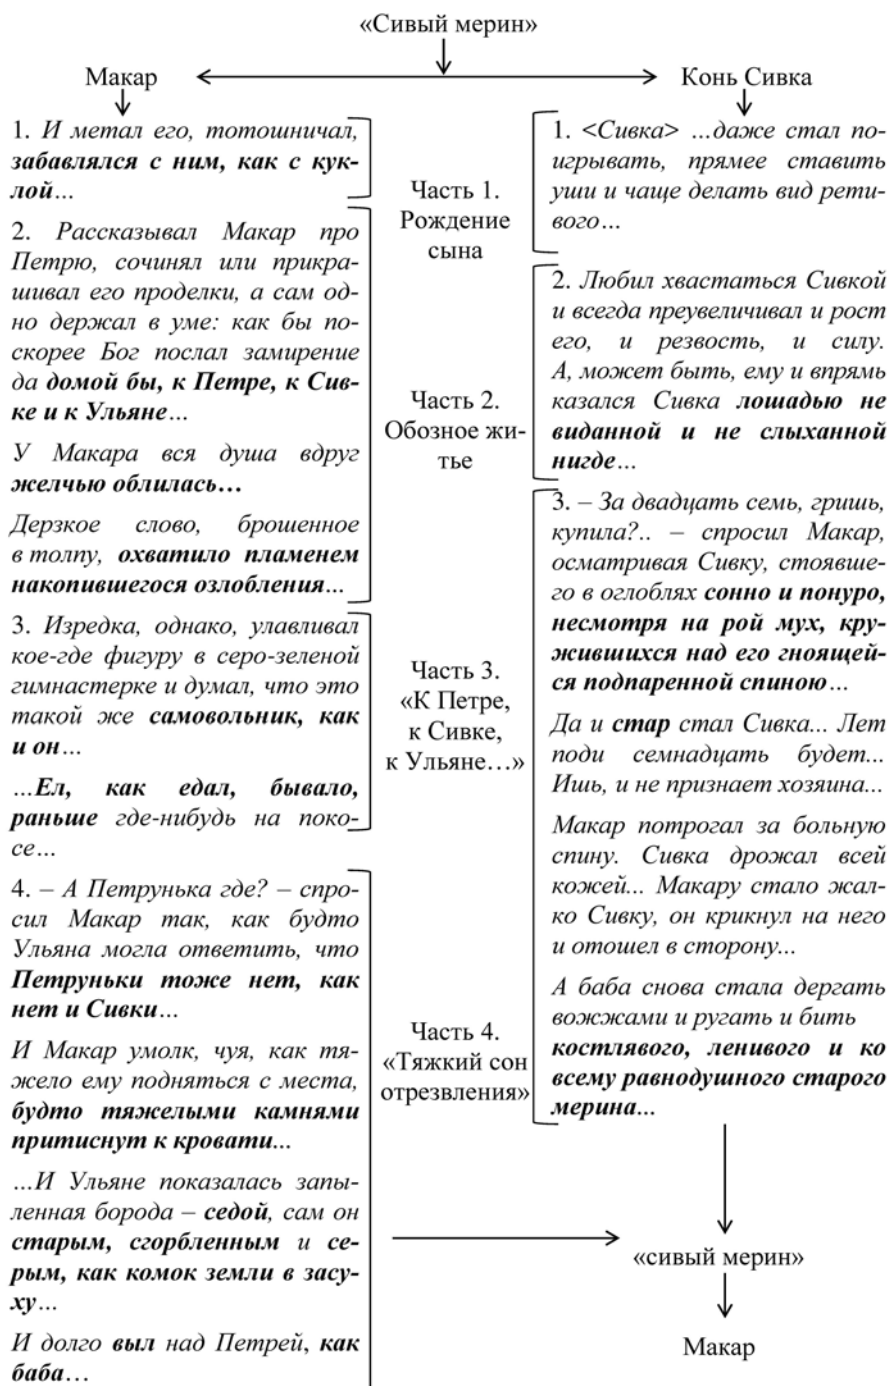 «Сивый мерин»
Макар
Конь Сивка
1. И метал его, тотошничал,
забавлялся с ним, как с кук-
лой…
2. Рассказывал Макар про
Петрю, сочинял или прикра-
шивал его проделки, а сам од-
но держал в уме: как бы по-
скорее Бог послал замирение
да домой бы, к Петре, к Сив-
ке и к Ульяне…
У Макара вся душа вдруг
желчью облилась…
Дерзкое слово, брошенное
в толпу, охватило пламенем
накопившегося озлобления…
3. Изредка, однако, улавливал
кое-где фигуру в серо-зеленой
гимнастерке и думал, что это
такой же самовольник, как
и он…
…Ел, как едал, бывало,
раньше где-нибудь на поко-
се…
4. – А Петрунька где? – спро-
сил Макар так, как будто
Ульяна могла ответить, что
Петруньки тоже нет, как
нет и Сивки…
И Макар умолк, чуя, как тя-
жело ему подняться с места,
будто тяжелыми камнями
притиснут к кровати…
…И Ульяне показалась запы-
ленная борода – седой, сам он
старым, сгорбленным и се-
рым, как комок земли в засу-
ху…
И долго выл над Петрей, как
баба…
Часть 1.
Рождение
сына
Часть 2.
Обозное жи-
тье
Часть 3.
«К Петре,
к Сивке,
к Ульяне…»
Часть 4.
«Тяжкий сон
отрезвления»
1. <Сивка> …даже стал по-
игрывать, прямее ставить
уши и чаще делать вид рети-
вого…
2. Любил хвастаться Сивкой
и всегда преувеличивал и рост
его, и резвость, и силу.
А, может быть, ему и впрямь
казался Сивка лошадью не
виданной и не слыханной
нигде…
3. – За двадцать семь, гришь,
купила?.. – спросил Макар,
осматривая Сивку, стоявше-
го в оглоблях сонно и понуро,
несмотря на рой мух, кру-
жившихся над его гноящей-
ся подпаренной спиною…
Да и стар стал Сивка... Лет
поди семнадцать будет...
Ишь, и не признает хозяина...
Макар потрогал за больную
спину. Сивка дрожал всей
кожей... Макару стало жал-
ко Сивку, он крикнул на него
и отошел в сторону...
А баба снова стала дергать
вожжами и ругать и бить
костлявого, ленивого и ко
всему равнодушного старого
мерина…
«сивый мерин»
Макар